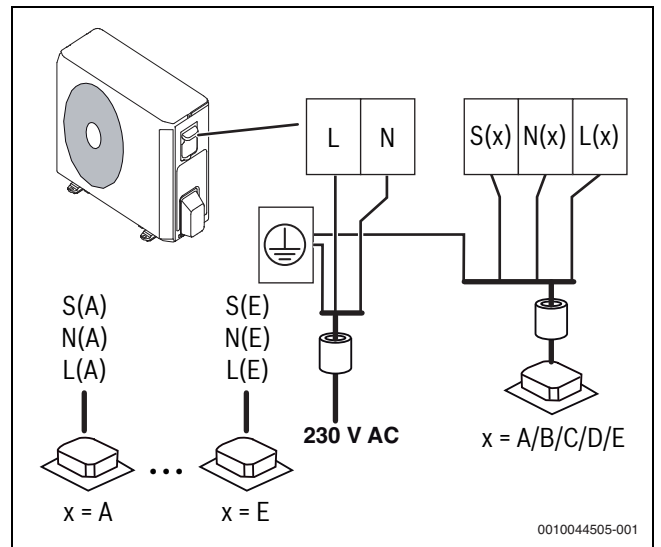 L N
S(x) N(x) L(x)
S(A) S(E)
N(A) N(E)
L(A) L(E)
230 V AC
x = A/B/C/D/E
...
x = A x = E
0010044505-001